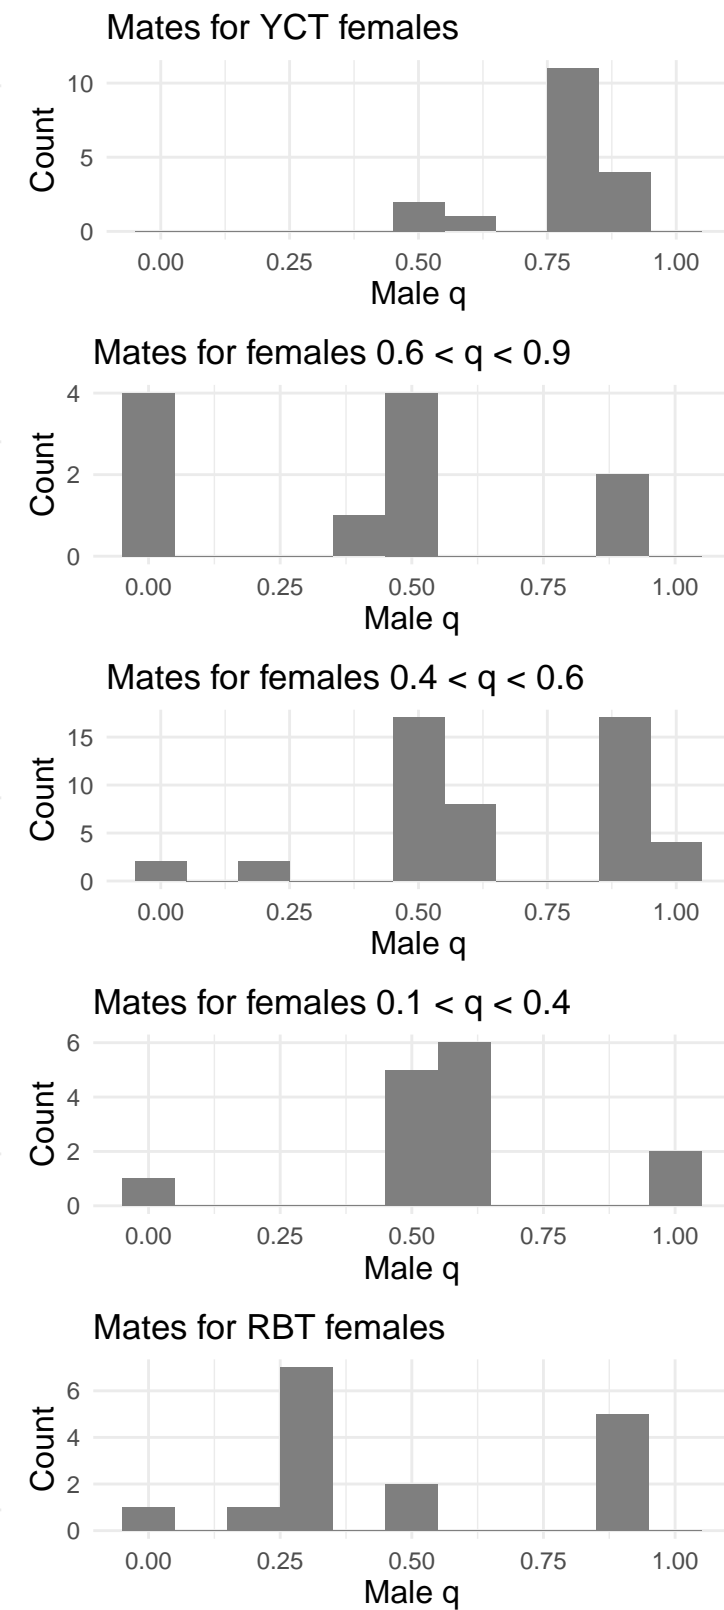 Mates for YCT females
10
5
0
Count
0.00 0.25 0.50 0.75 1.00
Male q
Mates for females 0.6 < q < 0.9
4
2
0
Count
0.00 0.25 0.50 0.75 1.00
Male q
Mates for females 0.4 < q < 0.6
15
10
5
0
Count
0.00 0.25 0.50 0.75 1.00
Male q
Mates for females 0.1 < q < 0.4
6
4
2
0
Count
0.00 0.25 0.50 0.75 1.00
Male q
Mates for RBT females
6
4
2
0
Count
0.00 0.25 0.50 0.75 1.00
Male q